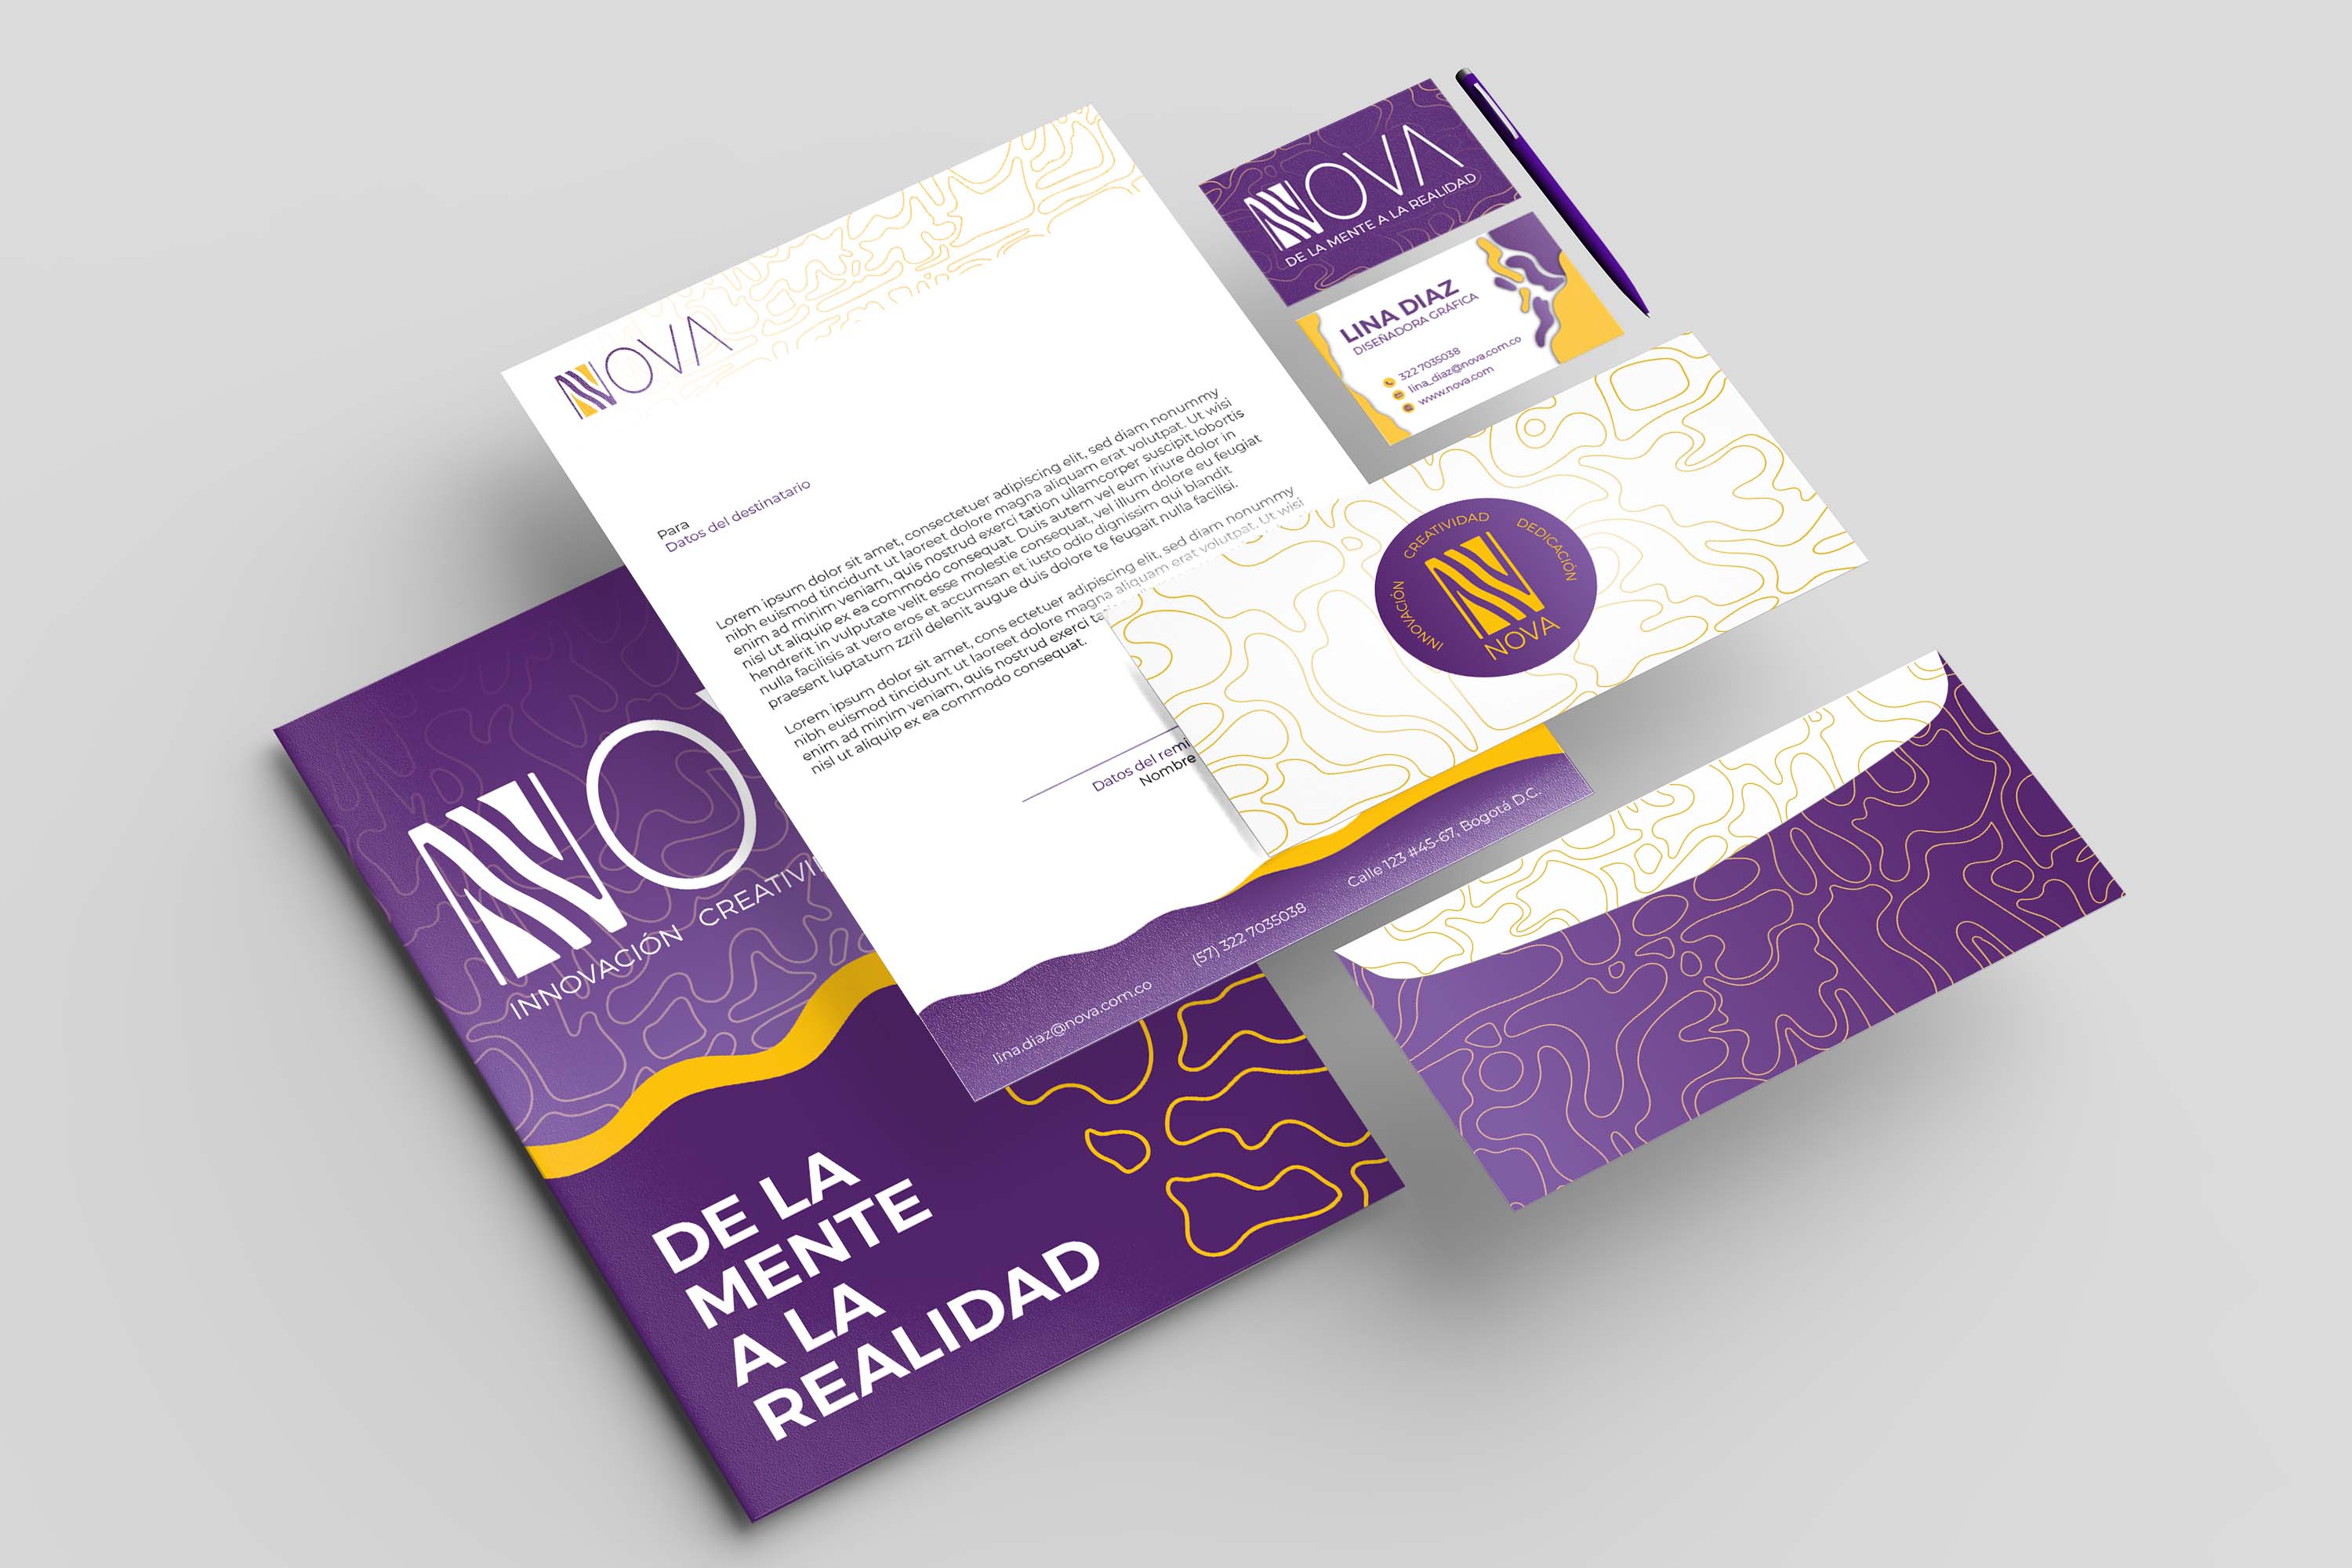 NOVA
DE LA MENTE A LA REALIDAD
LINA DIAZ
DISEÑADORA GRÁFICA
322 7035038
lina_diaz@nova.com.co
www.nova.com
NOVA
Para
Datos del destinatario
Lorem ipsum dolor sit amet, consectetuer adipiscing elit, sed diam nonummy
nibh euismod tincidunt ut laoreet dolore magna aliquam erat volutpat. Ut wisi
enim ad minim veniam, quis nostrud exerci tation ullamcorper suscipit lobortis
nisl ut aliquip ex ea commodo consequat. Duis autem vel eum iriure dolor in
hendrerit in vulputate velit esse molestie consequat, vel illum dolore eu feugiat
nulla facilisis at vero eros et accumsan et iusto odio dignissim qui blandit
praesent luptatum zzril delenit augue duis dolore te feugait nulla facilisi.
Lorem ipsum dolor sit amet, cons ectetuer adipiscing elit, sed diam nonummy
nibh euismod tincidunt ut laoreet dolore magna aliquam erat volutpat. Ut wisi
enim ad minim veniam, quis nostrud exerci
nisl ut aliquip ex ea commodo consequat.
Datos del
Nombre
lina.diaz@nova.com.co
(57) 322 7035038
Calle 123 #45-67, Bogotá D.C.
INNOVACIÓN
CREATIVIDAD
DEDICACIÓN
NOVA
NO
INNOVACIÓN
DE LA
MENTE
A LA
REALIDAD